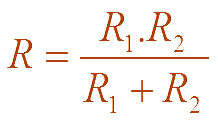 R = R₁.R₂ / R₁ + R₂